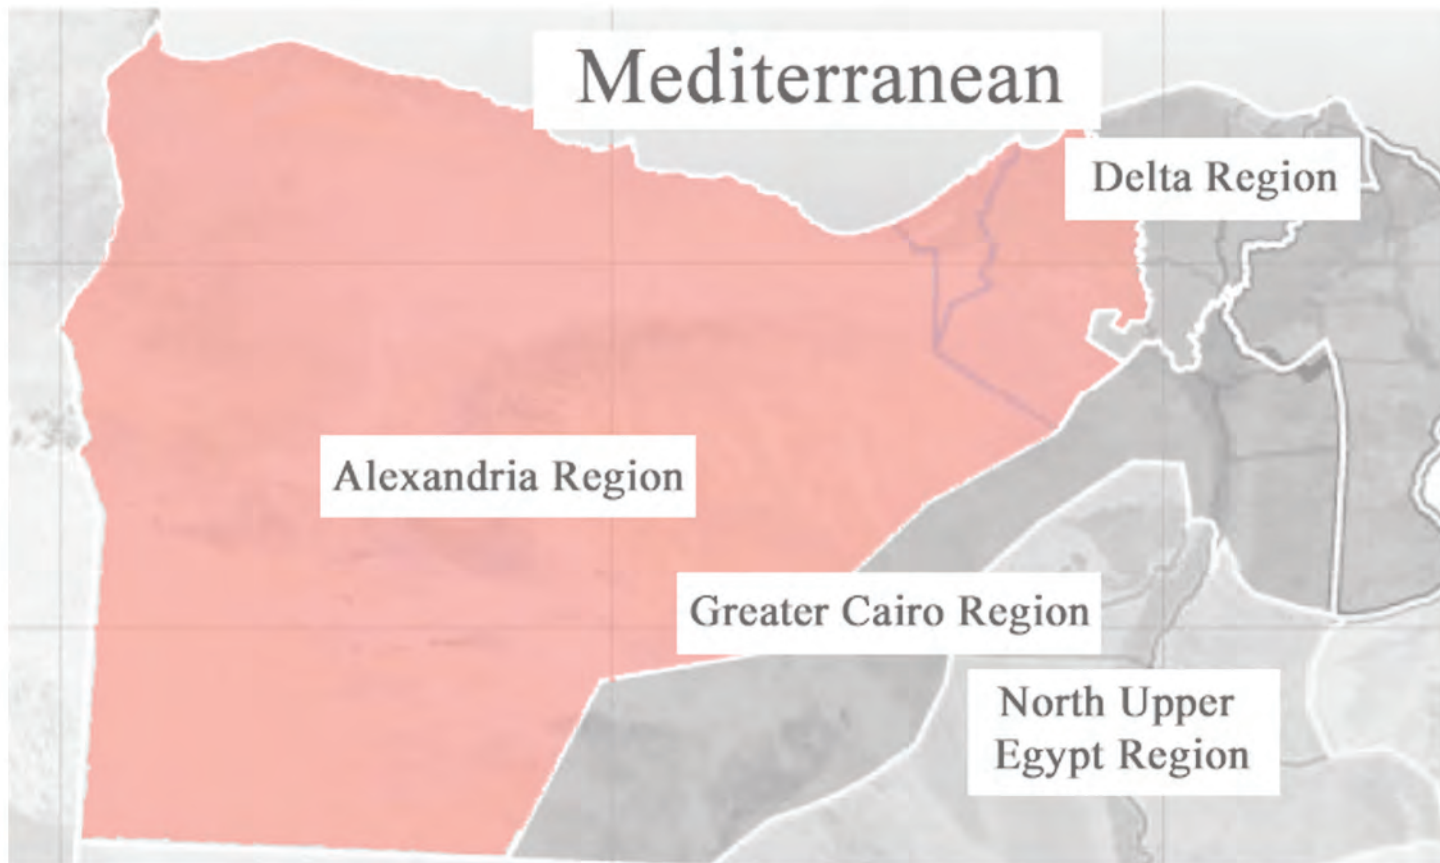 Mediterranean
Delta Region
Alexandria Region
Greater Cairo Region
North Upper
Egypt Region